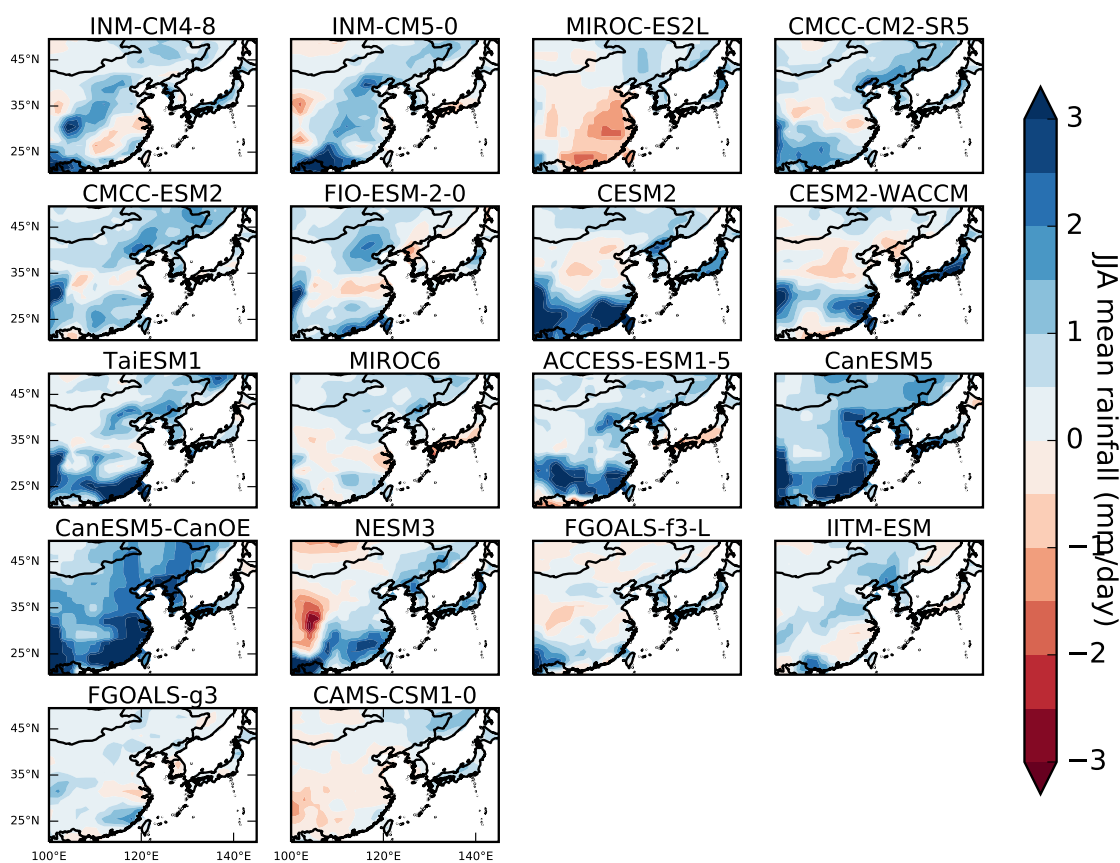 INM-CM4-8 INM-CM5-0 MIROC-ES2L CMCC-CM2-SR5
45°N
35°N
25°N
CMCC-ESM2 FIO-ESM-2-0 CESM2 CESM2-WACCM
45°N
35°N
25°N
TaiESM1 MIROC6 ACCESS-ESM1-5 CanESM5
45°N
35°N
25°N
CanESM5-CanOE NESM3 FGOALS-f3-L IITM-ESM
45°N
35°N
25°N
FGOALS-g3 CAMS-CSM1-0
45°N
35°N
25°N
100°E 120°E 140°E 100°E 120°E 140°E
3
2
1
0
−1
−2
−3
JJA mean rainfall (mm/day)